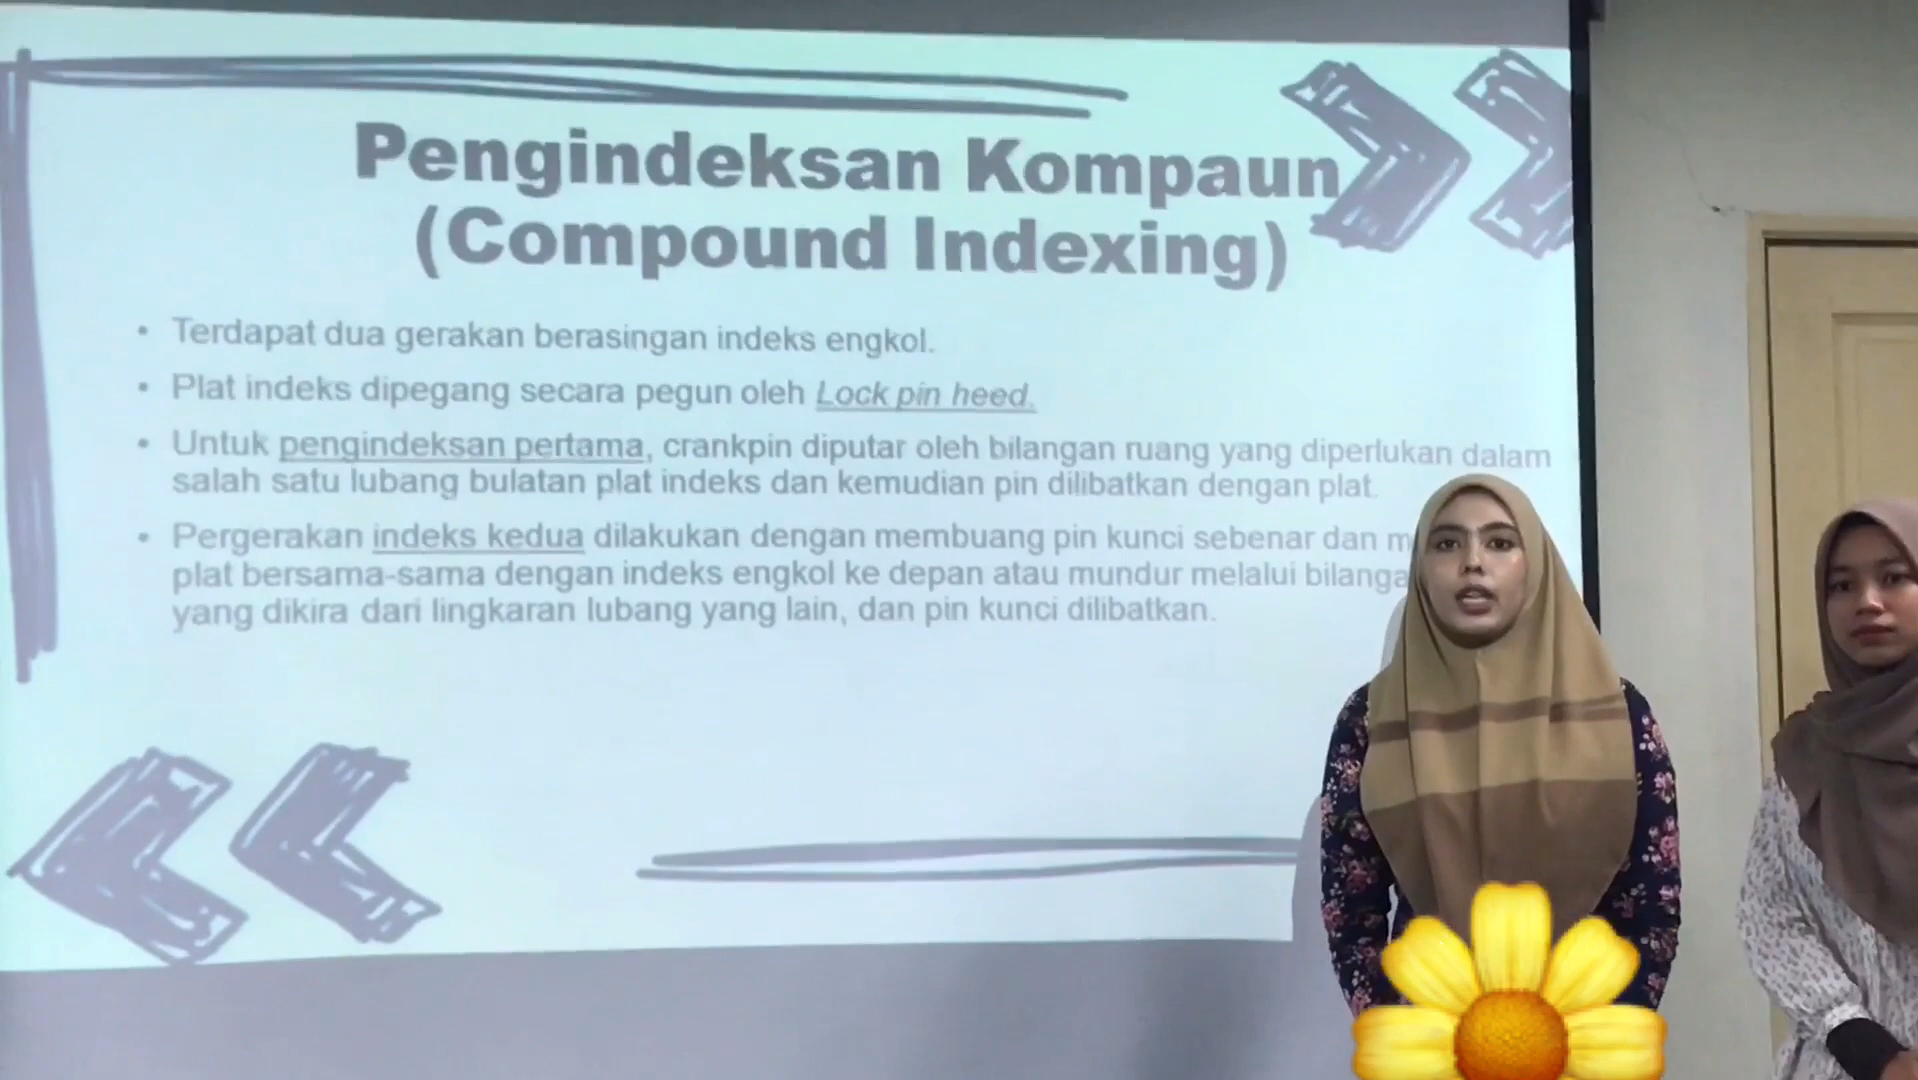 Pengindeksan Kompaun
(Compound Indexing)
• Terdapat dua gerakan berasingan indeks engkol.
• Plat indeks dipegang secara pegun oleh Lock pin heed.
• Untuk pengindeksan pertama, crankpin diputar oleh bilangan ruang yang diperlukan dalam
salah satu lubang bulatan plat indeks dan kemudian pin dilibatkan dengan plat.
• Pergerakan indeks kedua dilakukan dengan membuang pin kunci sebenar dan
plat bersama-sama dengan indeks engkol ke depan atau mundur melalui
yang dikira dari lingkaran lubang yang lain, dan pin kunci dilibatkan.